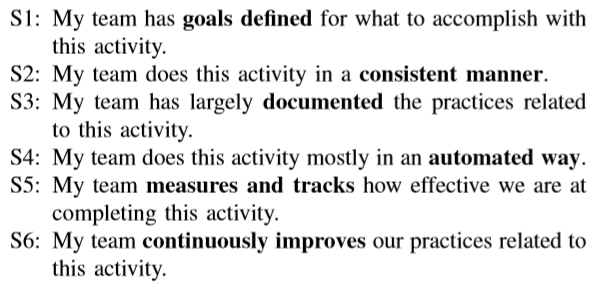 S1: My team has goals defined for what to accomplish with
this activity.
S2: My team does this activity in a consistent manner.
S3: My team has largely documented the practices related
to this activity.
S4: My team does this activity mostly in an automated way.
S5: My team measures and tracks how effective we are at
completing this activity.
S6: My team continuously improves our practices related to
this activity.